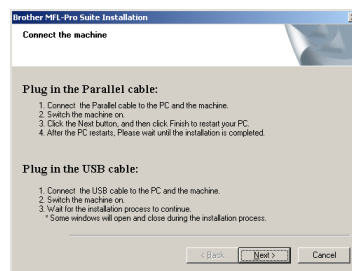 Brother MFL-Pro Suite Installation
Connect the machine
Plug in the Parallel cable:
1. Connect the Parallel cable to the PC and the machine.
2. Switch the machine on.
3. Click the Next button, and then click Finish to restart your PC.
4. After the PC restarts, Please wait until the installation is completed.
Plug in the USB cable:
1. Connect the USB cable to the PC and the machine.
2. Switch the machine on.
3. Wait for the installation process to continue.
* Some windows will open and close during the installation process.
< Back Next > Cancel